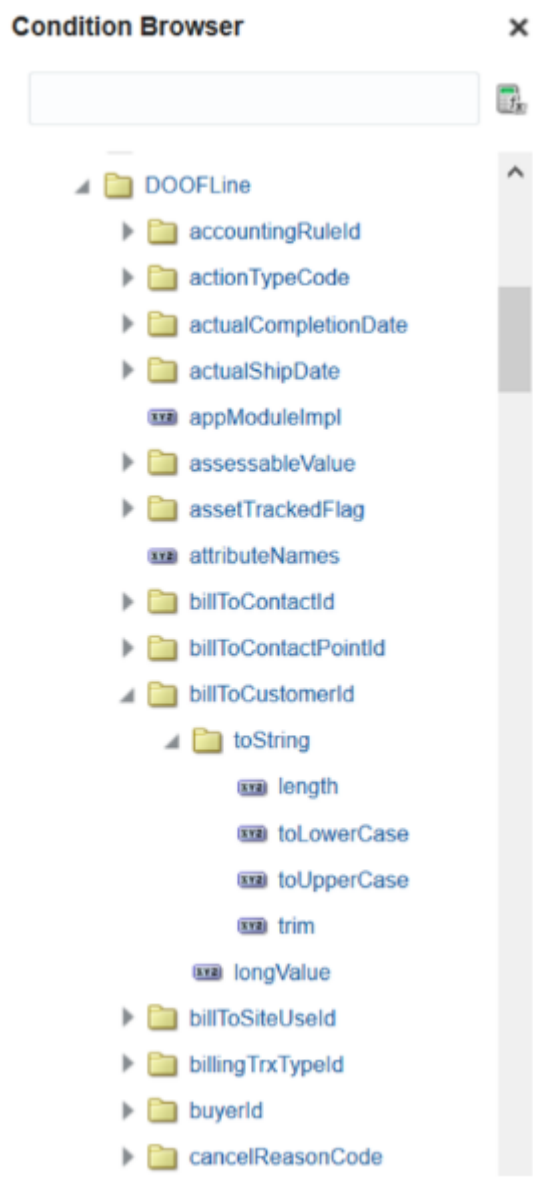 Condition Browser
DOOFLine
accountingRuleId
actionTypeCode
actualCompletionDate
actualShipDate
appModuleImpl
assessableValue
assetTrackedFlag
attributeNames
billToContactId
billToContactPointId
billToCustomerId
toString
length
toLowerCase
toUpperCase
trim
longValue
billToSiteUseId
billingTrxTypeId
buyerId
cancelReasonCode